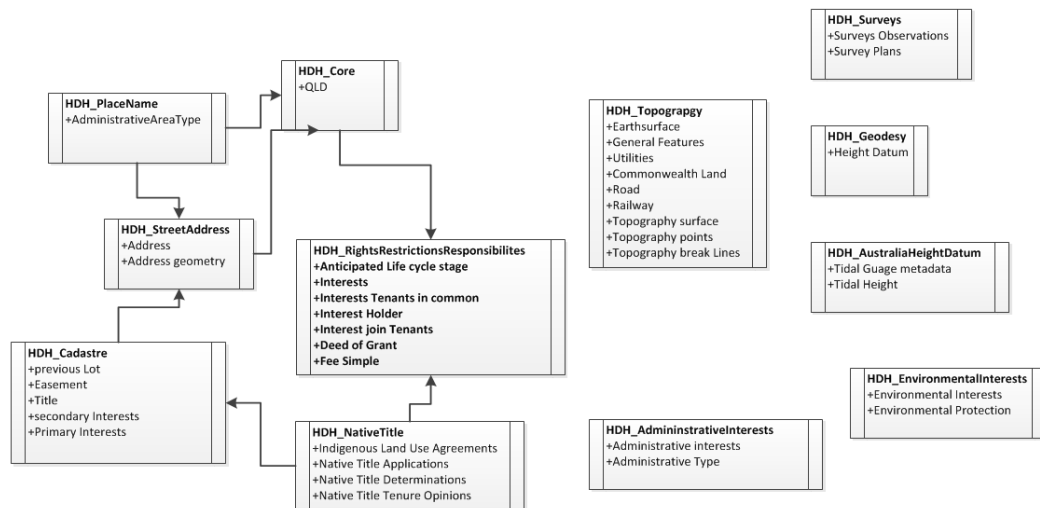 HDH_Surveys
+Surveys Observations
+Survey Plans
HDH_Core
+QLD
HDH_PlaceName
+AdministrativeAreaType
HDH_Topograpgy
+Earthsurface
+General Features
+Utilities
+Commonwealth Land
+Road
+Railway
+Topography surface
+Topography points
+Topography break Lines
HDH_Geodesy
+Height Datum
HDH_StreetAddress
+Address
+Address geometry
HDH_RightsRestrictionsResponsibilites
+Anticipated Life cycle stage
+Interests
+Interests Tenants in common
+Interest Holder
+Interest join Tenants
+Deed of Grant
+Fee Simple
HDH_AustraliaHeightDatum
+Tidal Guage metadata
+Tidal Height
HDH_Cadastre
+previous Lot
+Easement
+Title
+secondary Interests
+Primary Interests
HDH_EnvironmentalInterests
+Environmental Interests
+Environmental Protection
HDH_NativeTitle
+Indigenous Land Use Agreements
+Native Title Applications
+Native Title Determinations
+Native Title Tenure Opinions
HDH_AdmininstrativeInterests
+Administrative interests
+Administrative Type